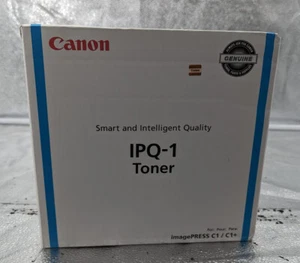 Canon
GENUINE
Smart and Intelligent Quality
IPQ-1
Toner
imagePRESS C1 / C1+